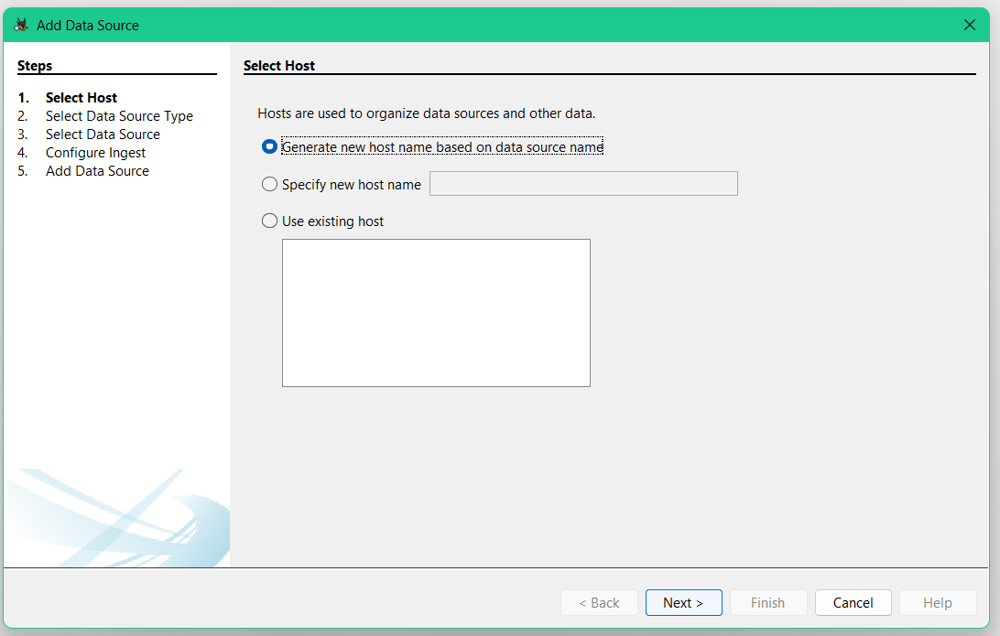 Add Data Source
Steps
1. Select Host
2. Select Data Source Type
3. Select Data Source
4. Configure Ingest
5. Add Data Source
Select Host
Hosts are used to organize data sources and other data.
Generate new host name based on data source name
Specify new host name
Use existing host
< Back
Next >
Finish
Cancel
Help